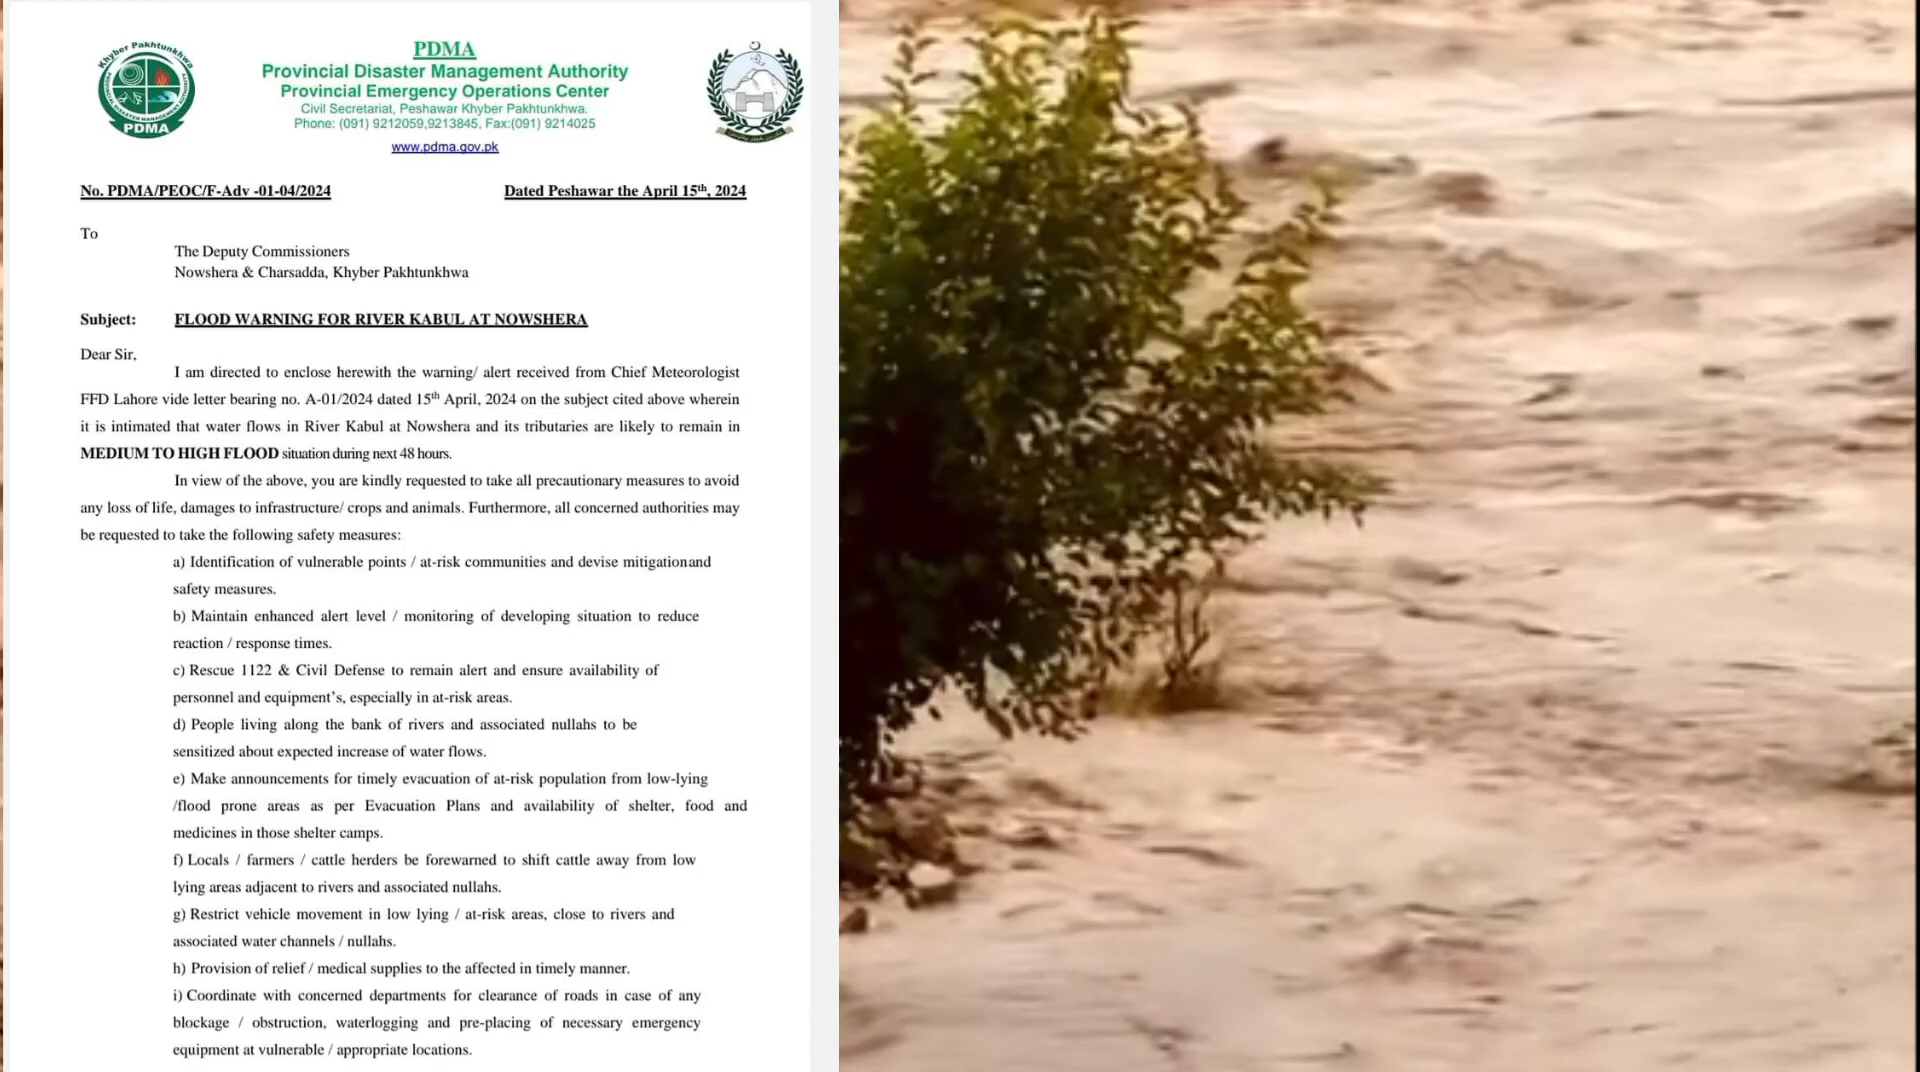 Khyber Pakhtunkhwa
PDMA
PDMA
Provincial Disaster Management Authority
Provincial Emergency Operations Center
Civil Secretariat, Peshawar Khyber Pakhtunkhwa.
Phone: (091) 9212059,9213845, Fax:(091) 9214025
www.pdma.gov.pk
No. PDMA/PEOC/F-Adv -01-04/2024 Dated Peshawar the April 15th, 2024
To
The Deputy Commissioners
Nowshera & Charsadda, Khyber Pakhtunkhwa
Subject: FLOOD WARNING FOR RIVER KABUL AT NOWSHERA
Dear Sir,
I am directed to enclose herewith the warning/ alert received from Chief Meteorologist
FFD Lahore vide letter bearing no. A-01/2024 dated 15th April, 2024 on the subject cited above wherein
it is intimated that water flows in River Kabul at Nowshera and its tributaries are likely to remain in
MEDIUM TO HIGH FLOOD situation during next 48 hours.
In view of the above, you are kindly requested to take all precautionary measures to avoid
any loss of life, damages to infrastructure/ crops and animals. Furthermore, all concerned authorities may
be requested to take the following safety measures:
a) Identification of vulnerable points / at-risk communities and devise mitigationand
safety measures.
b) Maintain enhanced alert level / monitoring of developing situation to reduce
reaction / response times.
c) Rescue 1122 & Civil Defense to remain alert and ensure availability of
personnel and equipment's, especially in at-risk areas.
d) People living along the bank of rivers and associated nullahs to be
sensitized about expected increase of water flows.
e) Make announcements for timely evacuation of at-risk population from low-lying
/flood prone areas as per Evacuation Plans and availability of shelter, food and
medicines in those shelter camps.
f) Locals / farmers / cattle herders be forewarned to shift cattle away from low
lying areas adjacent to rivers and associated nullahs.
g) Restrict vehicle movement in low lying / at-risk areas, close to rivers and
associated water channels / nullahs.
h) Provision of relief / medical supplies to the affected in timely manner.
i) Coordinate with concerned departments for clearance of roads in case of any
blockage / obstruction, waterlogging and pre-placing of necessary emergency
equipment at vulnerable / appropriate locations.